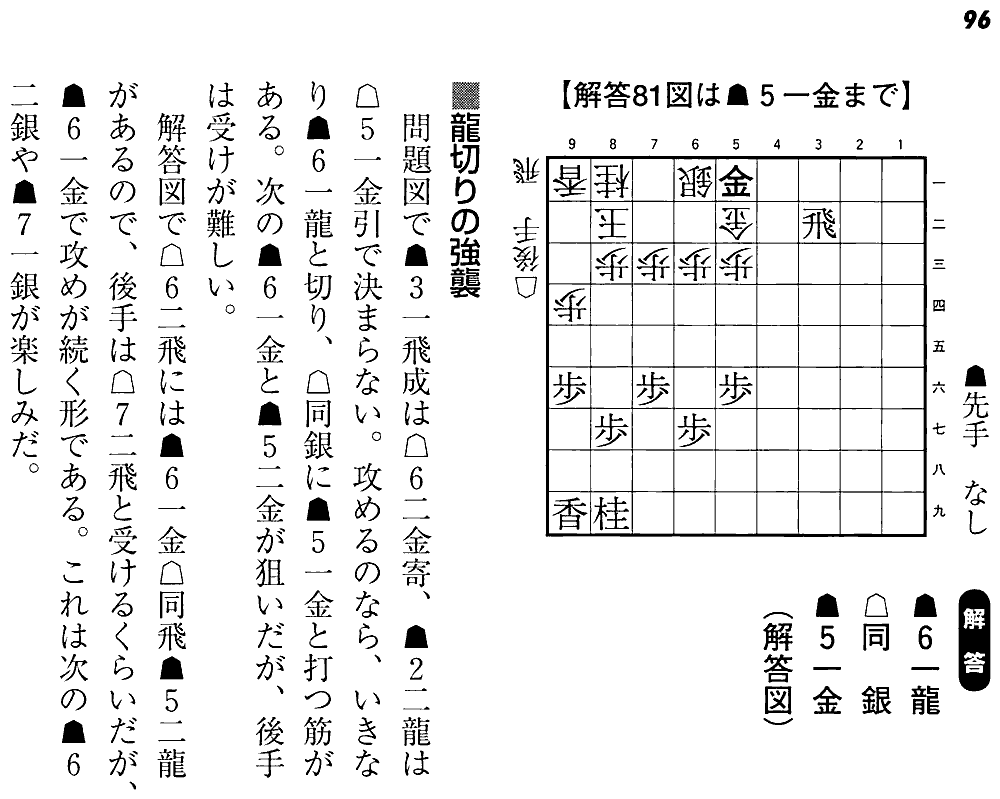 96
【解答81図は☗5一金まで】
9 8 7 6 5 4 3 2 1
香 桂 銀 金 一
王 金 飛 二
歩 歩 歩 歩 三
歩 四
五
歩 歩 歩 六
歩 歩 七
八
香 桂 九
☗先手 なし
☖後手 飛
解答
☗6一龍
☖同 銀
☗5一金
(解答図)
■龍切りの強襲
問題図で☗3一飛成は☖6二金寄、☗2二龍は
☖5一金引で決まらない。攻めるのなら、いきな
り☗6一龍と切り、☖同銀に☗5一金と打つ筋が
ある。次の☗6一金と☗5二金が狙いだが、後手
は受けが難しい。
解答図で☖6二飛には☗6一金☖同飛☗5二龍
があるので、後手は☖7二飛と受けるくらいだが、
☗6一金で攻めが続く形である。これは次の☗6
二銀や☗7一銀が楽しみだ。